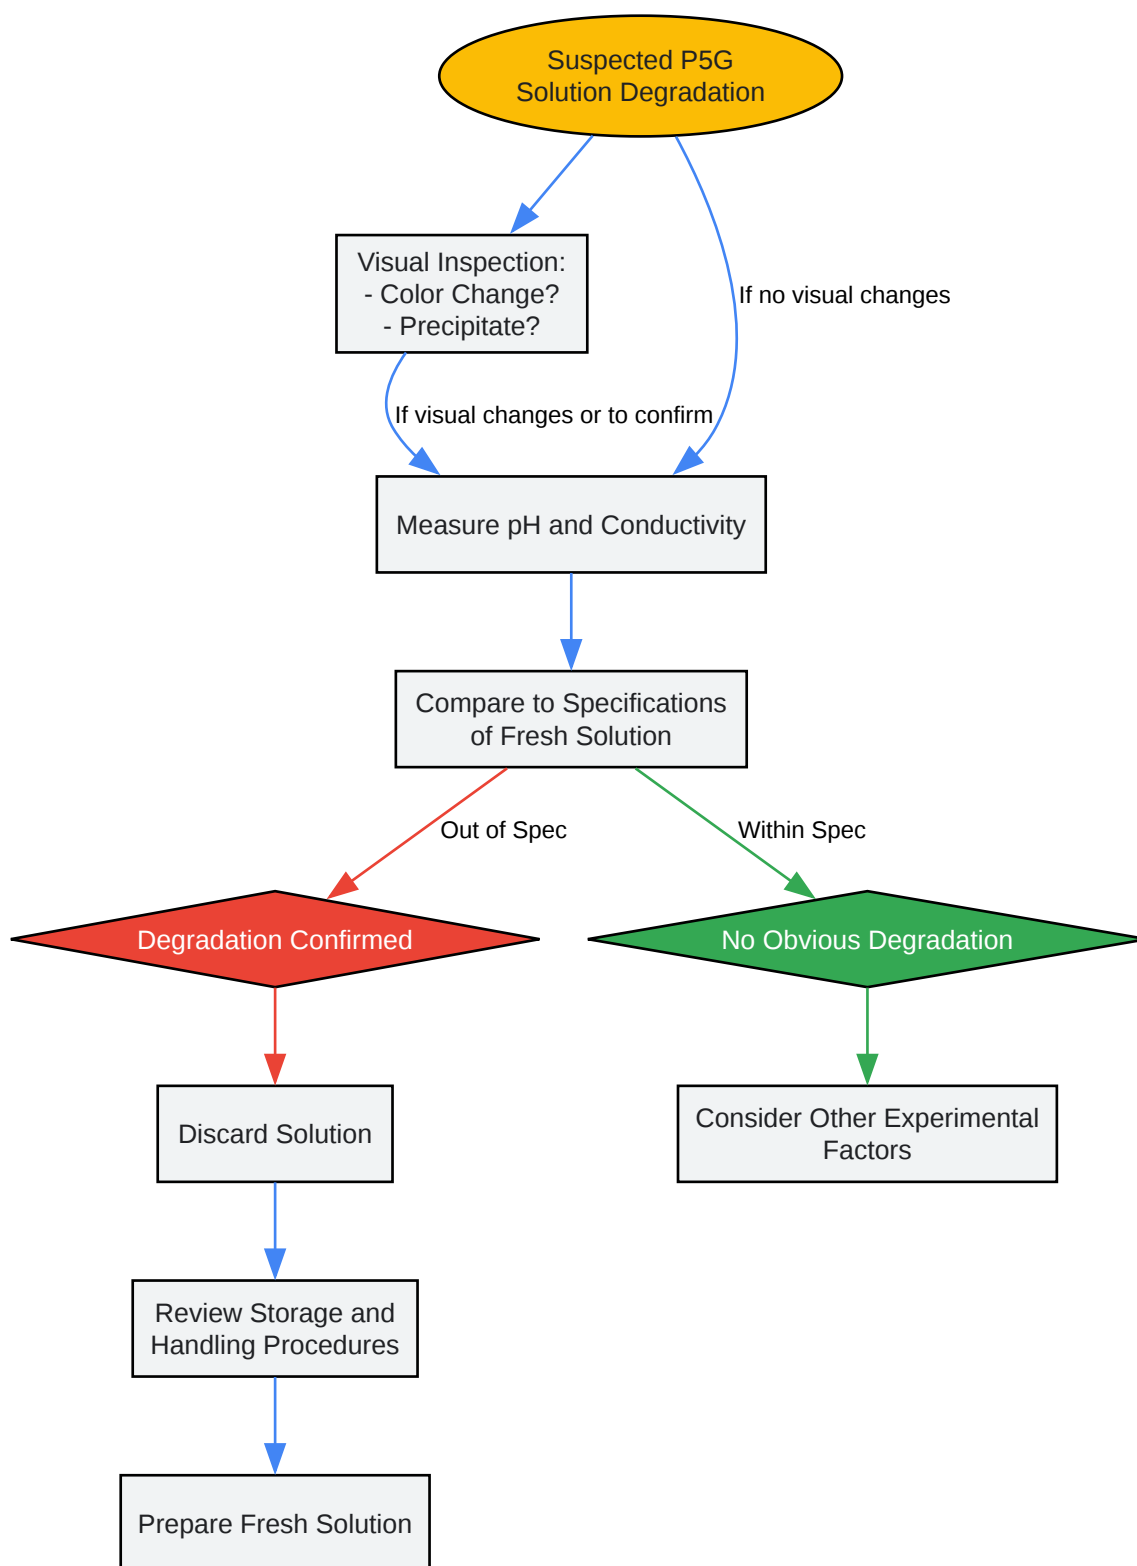 Suspected P5G
Solution Degradation
Visual Inspection:
- Color Change?
- Precipitate?
If no visual changes
If visual changes or to confirm
Measure pH and Conductivity
Compare to Specifications
of Fresh Solution
Out of Spec
Within Spec
Degradation Confirmed
No Obvious Degradation
Discard Solution
Consider Other Experimental
Factors
Review Storage and
Handling Procedures
Prepare Fresh Solution